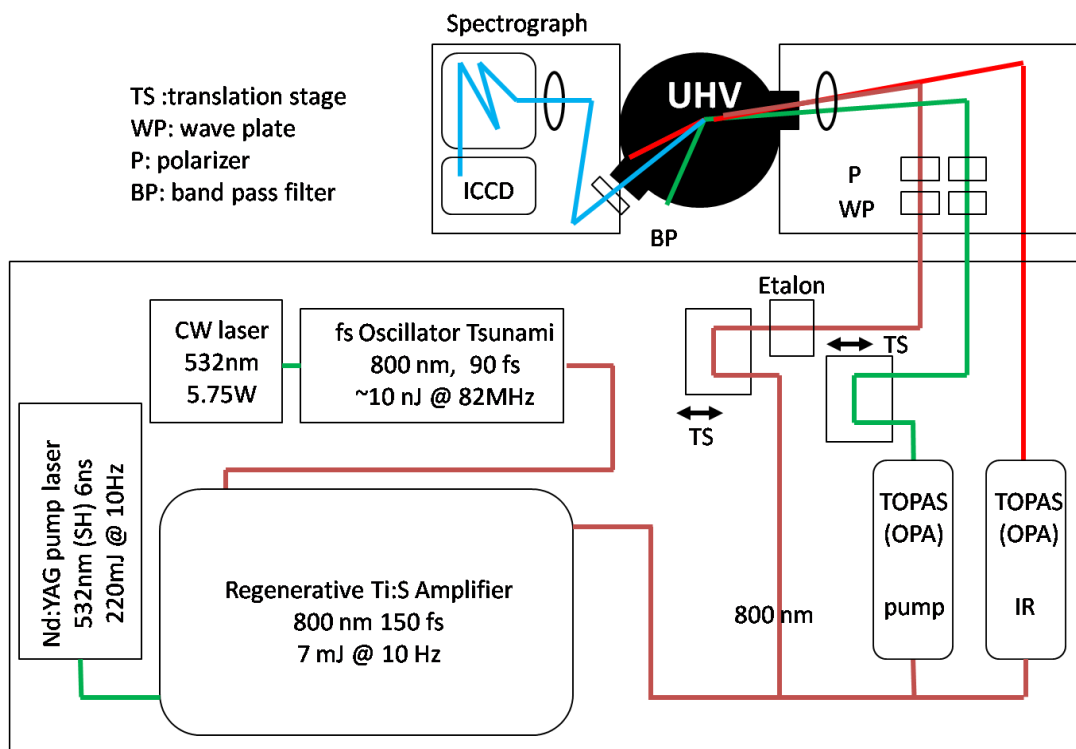 Spectrograph
TS :translation stage
WP: wave plate
P: polarizer
BP: band pass filter
UHV
ICCD
BP
P
WP
Etalon
TS
TS
CW laser
532nm
5.75W
fs Oscillator Tsunami
800 nm, 90 fs
~10 nJ @ 82MHz
Nd:YAG pump laser
532nm (SH) 6ns
220mJ @ 10Hz
Regenerative Ti:S Amplifier
800 nm 150 fs
7 mJ @ 10 Hz
800 nm
TOPAS
(OPA)
pump
TOPAS
(OPA)
IR